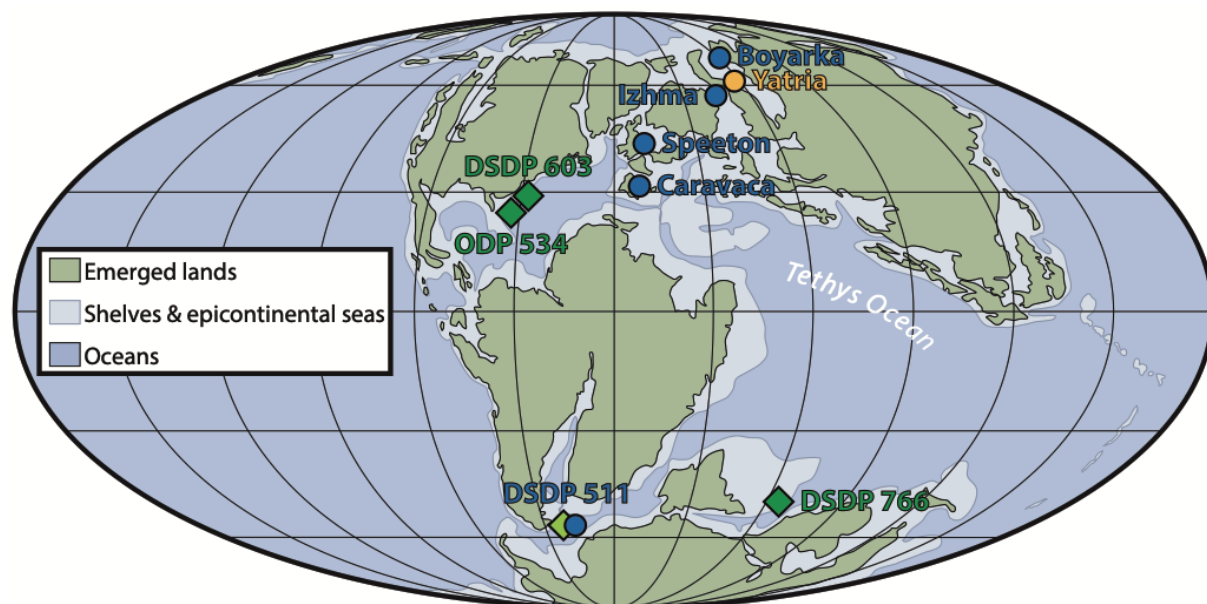 Boyarka
Yatria
Izhma
Speeton
DSDP 603
Caravaca
ODP 534
Emerged lands
Shelves & epicontinental seas
Oceans
Tethys Ocean
DSDP 511
DSDP 766